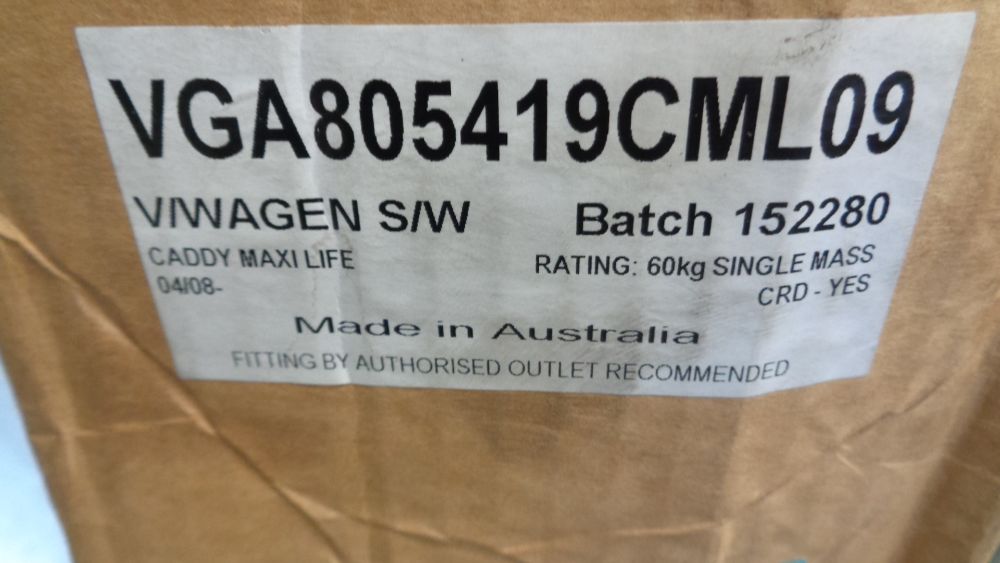 VGA805419CML09
V/WAGEN S/W Batch 152280
CADDY MAXI LIFE RATING: 60kg SINGLE MASS
04/08- CRD - YES
Made in Australia
FITTING BY AUTHORISED OUTLET RECOMMENDED